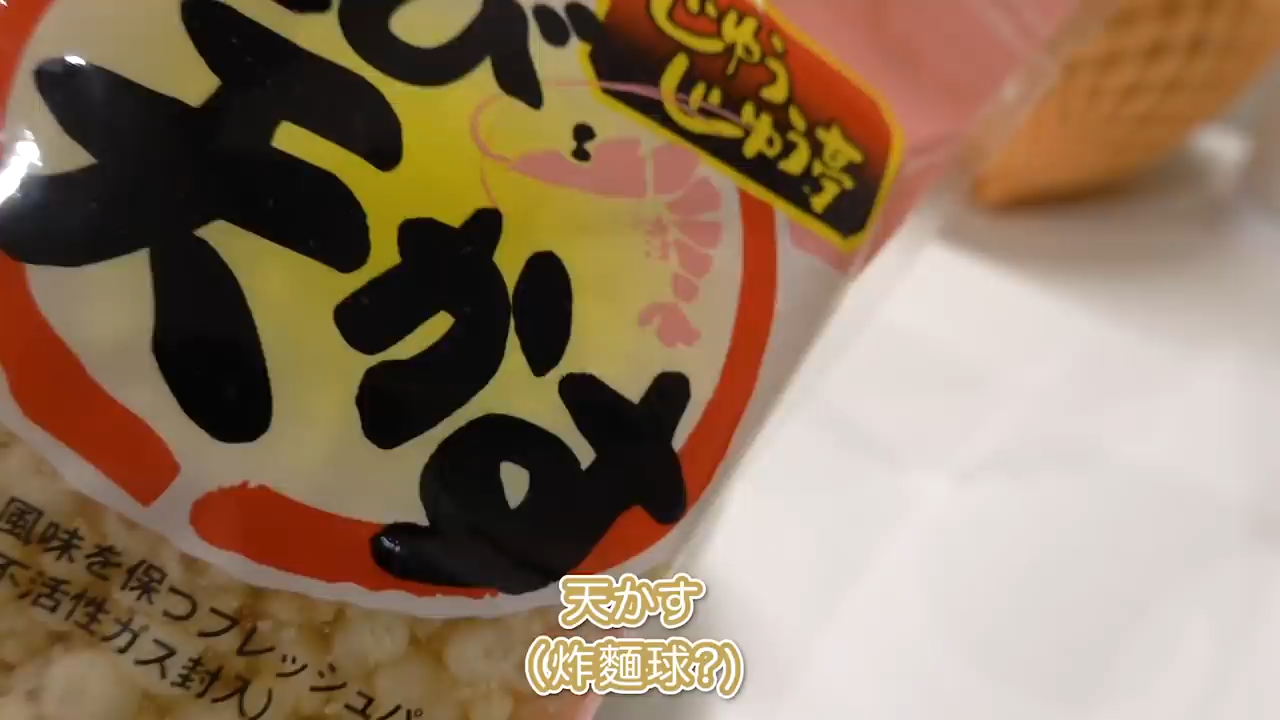 じゅう
じゅう亭
び
天かす
風味を保つフレッシュパ
不活性ガス封入)
天かす
(炸麵球?)